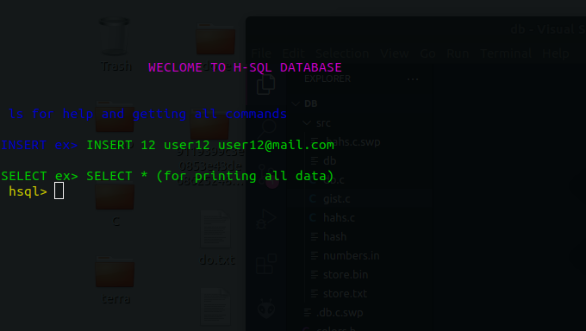 db - Visual S
File Edit Selection View Go Run Terminal Help
Trash
WECLOME TO H-SQL DATABASE
EXPLORER ...
DB
src
for help and getting all commands
hahs.c.swp
INSERT ex> INSERT 12 user12 user12@mail.com
db
SELECT ex> SELECT * (for printing all data)
hsql>
gist.c
C
hahs.c
hash
numbers.in
db.txt
store.bin
store.txt
terra
.db.c.swp